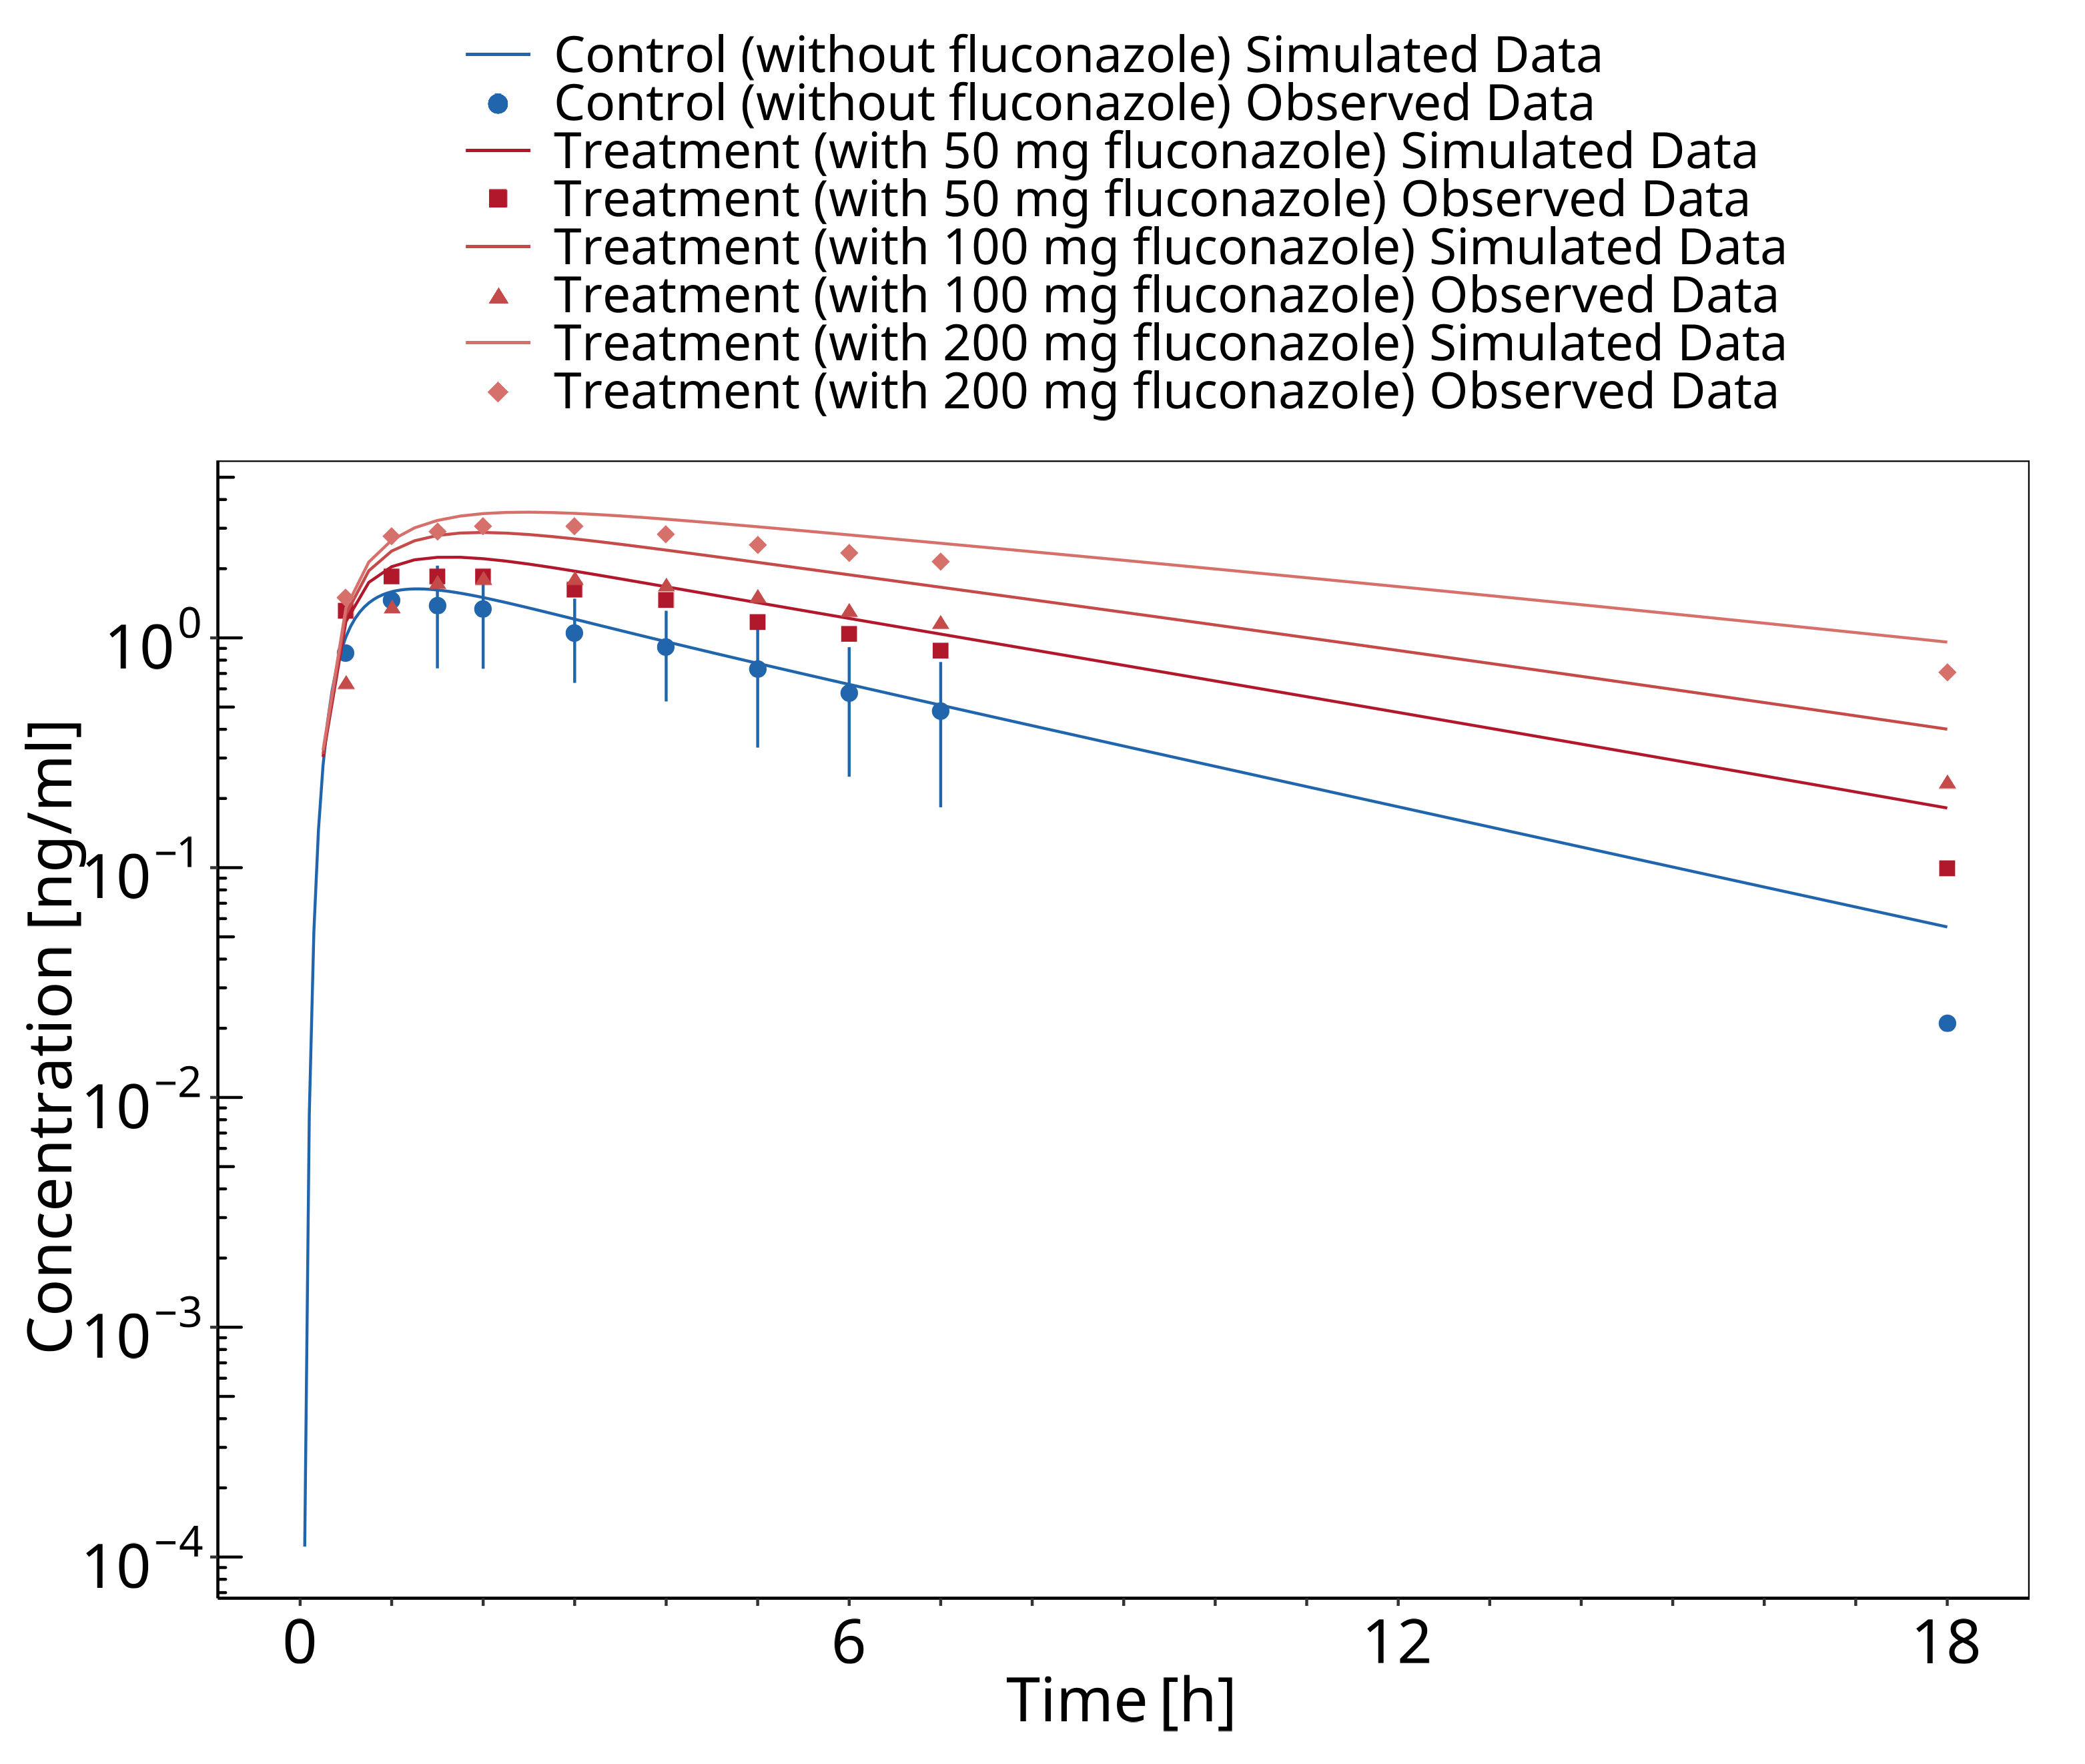 Control (without fluconazole) Simulated Data
Control (without fluconazole) Observed Data
Treatment (with 50 mg fluconazole) Simulated Data
Treatment (with 50 mg fluconazole) Observed Data
Treatment (with 100 mg fluconazole) Simulated Data
Treatment (with 100 mg fluconazole) Observed Data
Treatment (with 200 mg fluconazole) Simulated Data
Treatment (with 200 mg fluconazole) Observed Data
Concentration [ng/ml]
10⁰
10⁻¹
10⁻²
10⁻³
10⁻⁴
0 6 12 18
Time [h]